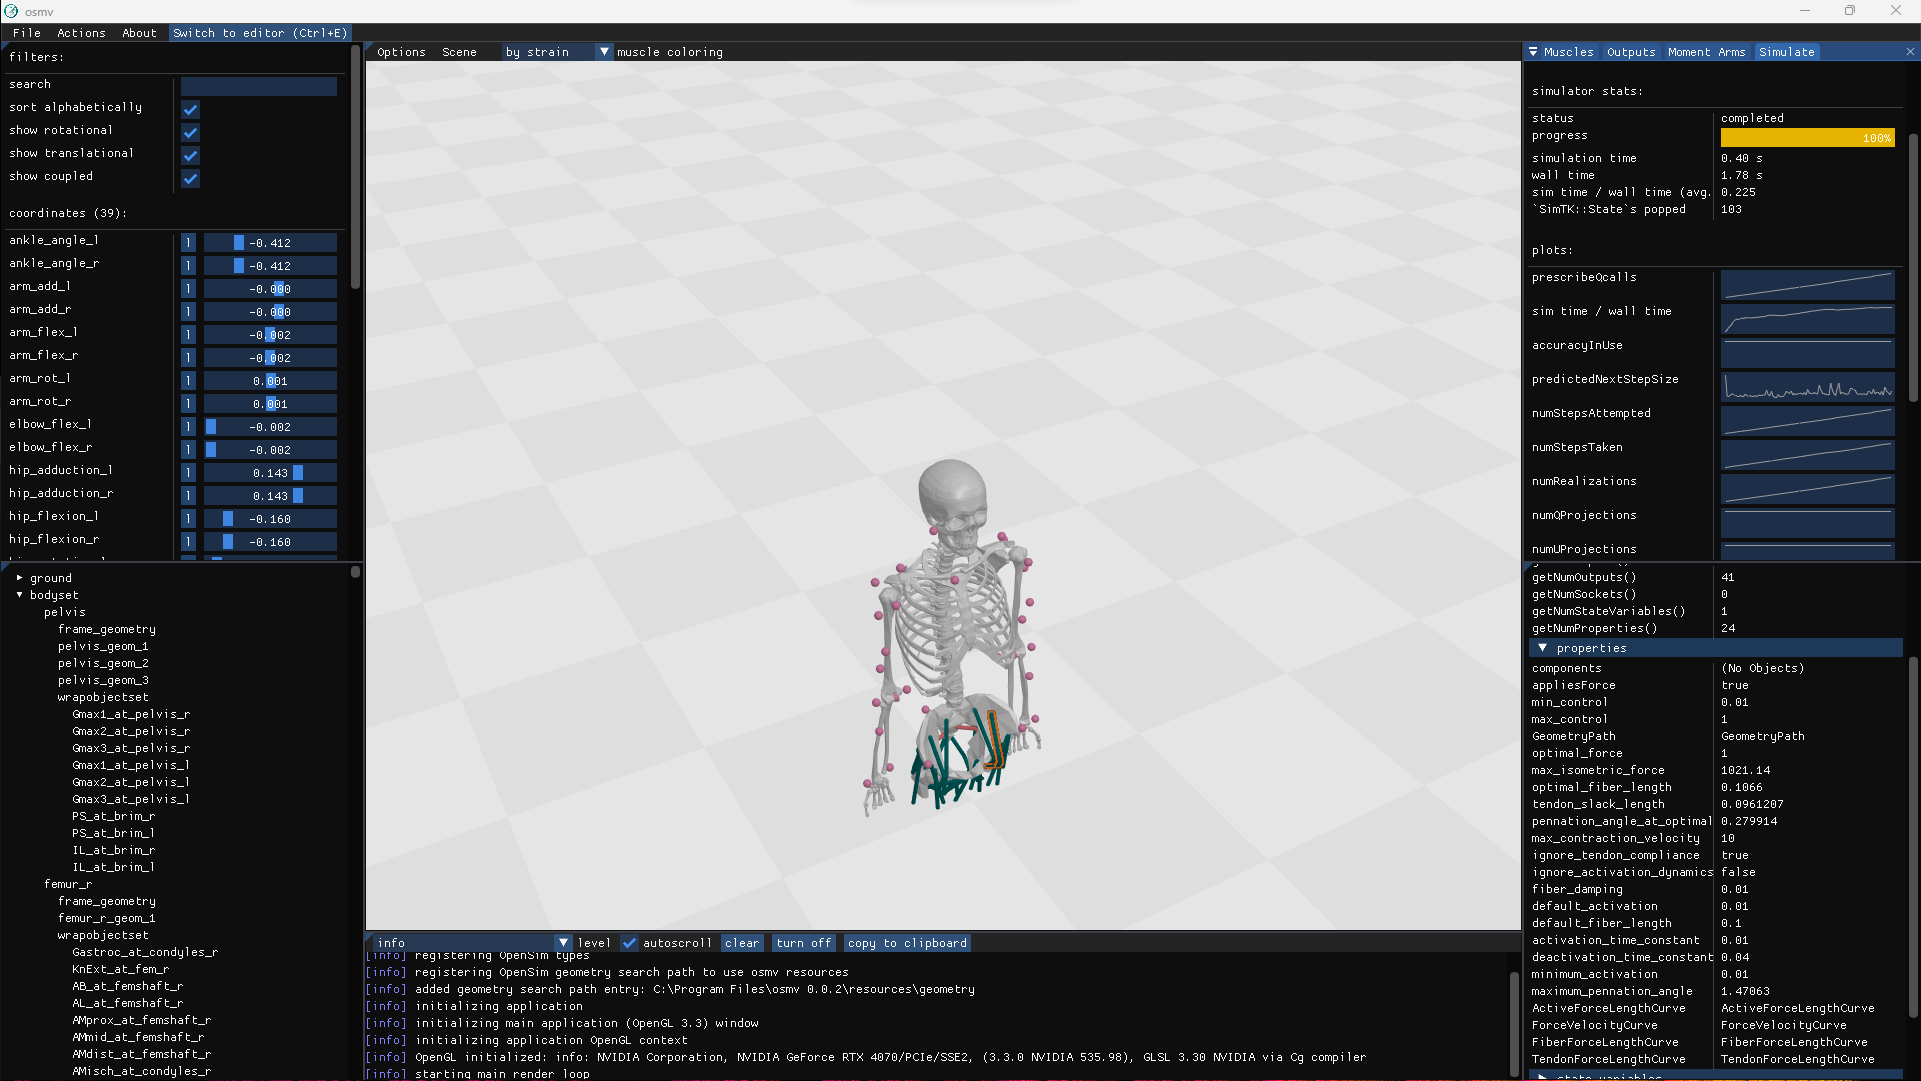 osmv
File Actions About Switch to editor (Ctrl+E)
filters:
search
sort alphabetically
show rotational
show translational
show coupled
coordinates (39):
ankle_angle_l l -0.412
ankle_angle_r l -0.412
arm_add_l l -0.000
arm_add_r l -0.000
arm_flex_l l -0.002
arm_flex_r l -0.002
arm_rot_l l 0.001
arm_rot_r l 0.001
elbow_flex_l l -0.002
elbow_flex_r l -0.002
hip_adduction_l l 0.143
hip_adduction_r l 0.143
hip_flexion_l l -0.160
hip_flexion_r l -0.160
ground
bodyset
pelvis
frame_geometry
pelvis_geom_1
pelvis_geom_2
pelvis_geom_3
wrapobjectset
Gmax1_at_pelvis_r
Gmax2_at_pelvis_r
Gmax3_at_pelvis_r
Gmax1_at_pelvis_l
Gmax2_at_pelvis_l
Gmax3_at_pelvis_l
PS_at_brim_r
PS_at_brim_l
IL_at_brim_r
IL_at_brim_l
femur_r
frame_geometry
femur_r_geom_1
wrapobjectset
Gastroc_at_condyles_r
KnExt_at_fem_r
AB_at_femshaft_r
AL_at_femshaft_r
AMprox_at_femshaft_r
AMmid_at_femshaft_r
AMdist_at_femshaft_r
AMisch_at_condyles_r
Options Scene by strain muscle coloring
info level autoscroll clear turn off copy to clipboard
[info] registering OpenSim types
[info] registering OpenSim geometry search path to use osmv resources
[info] added geometry search path entry: C:\Program Files\osmv 0.0.2\resources\geometry
[info] initializing application
[info] initializing main application (OpenGL 3.3) window
[info] initializing application OpenGL context
[info] OpenGL initialized: info: NVIDIA Corporation, NVIDIA GeForce RTX 4070/PCIe/SSE2, (3.3.0 NVIDIA 535.98), GLSL 3.30 NVIDIA via Cg compiler
[info] starting main render loop
Muscles Outputs Moment Arms Simulate
simulator stats:
status completed
progress 100%
simulation time 0.40 s
wall time 1.78 s
sim time / wall time (avg. 0.225
`SimTK::State`s popped 103
plots:
prescribeQcalls
sim time / wall time
accuracyInUse
predictedNextStepSize
numStepsAttempted
numStepsTaken
numRealizations
numQProjections
numUProjections
getNumOutputs() 41
getNumSockets() 0
getNumStateVariables() 1
getNumProperties() 24
properties
components (No Objects)
appliesForce true
min_control 0.01
max_control 1
GeometryPath GeometryPath
optimal_force 1
max_isometric_force 1021.14
optimal_fiber_length 0.1066
tendon_slack_length 0.0961207
pennation_angle_at_optimal 0.279914
max_contraction_velocity 10
ignore_tendon_compliance true
ignore_activation_dynamics false
fiber_damping 0.01
default_activation 0.01
default_fiber_length 0.1
activation_time_constant 0.01
deactivation_time_constant 0.04
minimum_activation 0.01
maximum_pennation_angle 1.47063
ActiveForceLengthCurve ActiveForceLengthCurve
ForceVelocityCurve ForceVelocityCurve
FiberForceLengthCurve FiberForceLengthCurve
TendonForceLengthCurve TendonForceLengthCurve
state variables